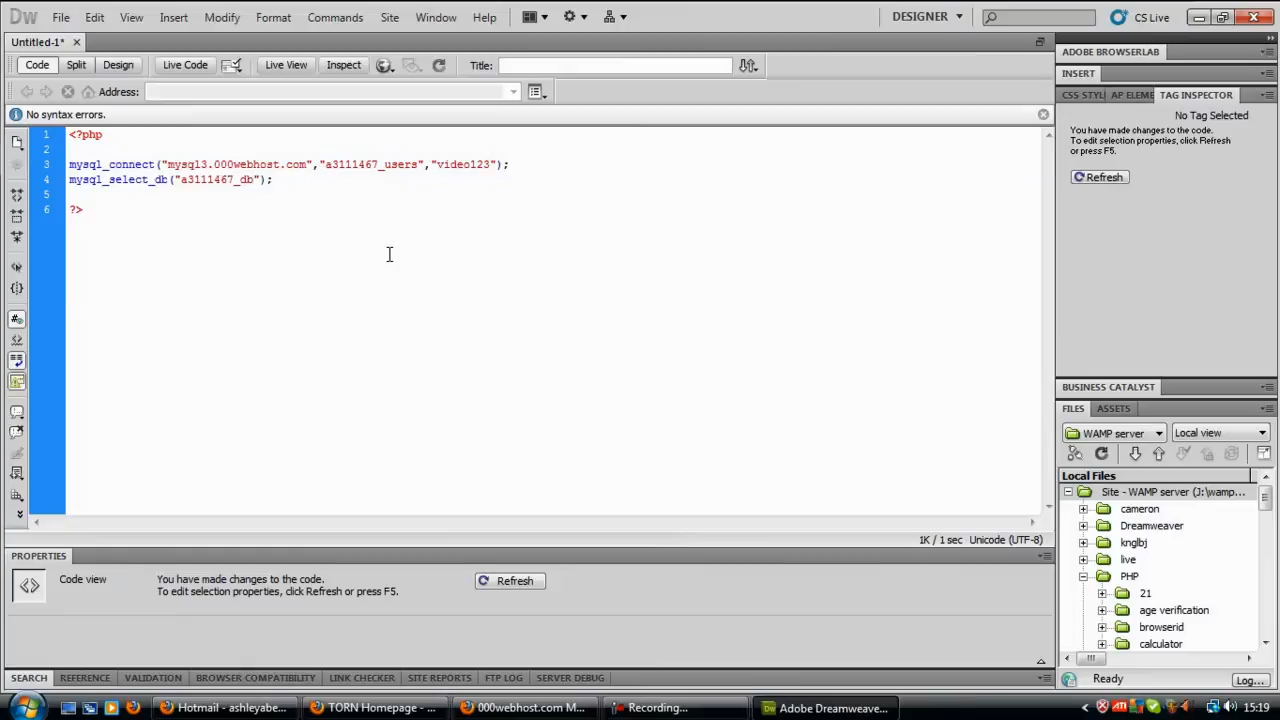 Dw File Edit View Insert Modify Format Commands Site Window Help DESIGNER CS Live
Untitled-1*
Code Split Design Live Code Live View Inspect Title:
Address:
No syntax errors.
1 <?php
2
3 mysql_connect("mysql3.000webhost.com","a3111467_users","video123");
4 mysql_select_db("a3111467_db");
5
6 ?>
1K / 1 sec Unicode (UTF-8)
PROPERTIES
Code view
You have made changes to the code.
To edit selection properties, click Refresh or press F5.
Refresh
SEARCH REFERENCE VALIDATION BROWSER COMPATIBILITY LINK CHECKER SITE REPORTS FTP LOG SERVER DEBUG
ADOBE BROWSERLAB
INSERT
CSS STYL AP ELEME TAG INSPECTOR
No Tag Selected
You have made changes to the code.
To edit selection properties, click Refresh
or press F5.
Refresh
BUSINESS CATALYST
FILES ASSETS
WAMP server Local view
Local Files
Site - WAMP server (J:\wamp...
cameron
Dreamweaver
knglbj
live
PHP
21
age verification
browserid
calculator
Ready Log...
Hotmail - ashleyabe... TORN Homepage - ... 000webhost.com M... Recording... Adobe Dreamweave... 15:19